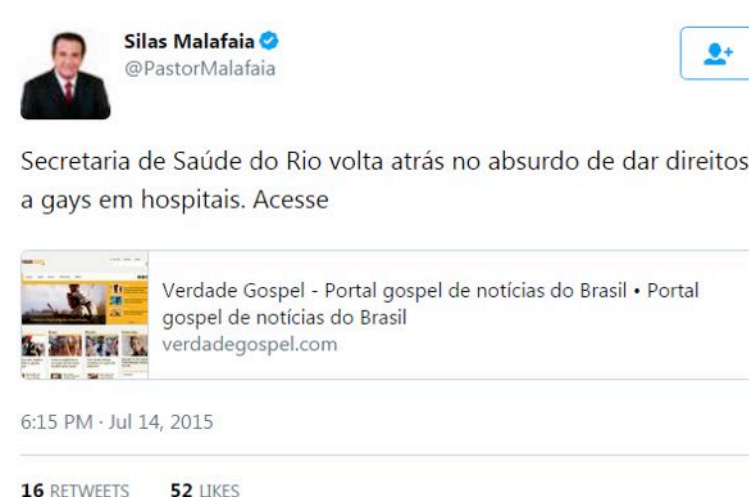 Silas Malafaia
@PastorMalafaia
Secretaria de Saúde do Rio volta atrás no absurdo de dar direitos
a gays em hospitais. Acesse
Verdade Gospel - Portal gospel de notícias do Brasil • Portal
gospel de notícias do Brasil
verdadegospel.com
6:15 PM · Jul 14, 2015
16 RETWEETS 52 LIKES